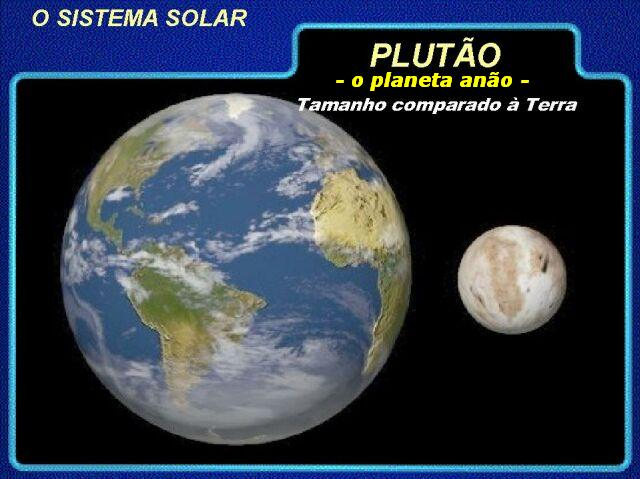 O SISTEMA SOLAR
PLUTÃO
- o planeta anão -
Tamanho comparado à Terra